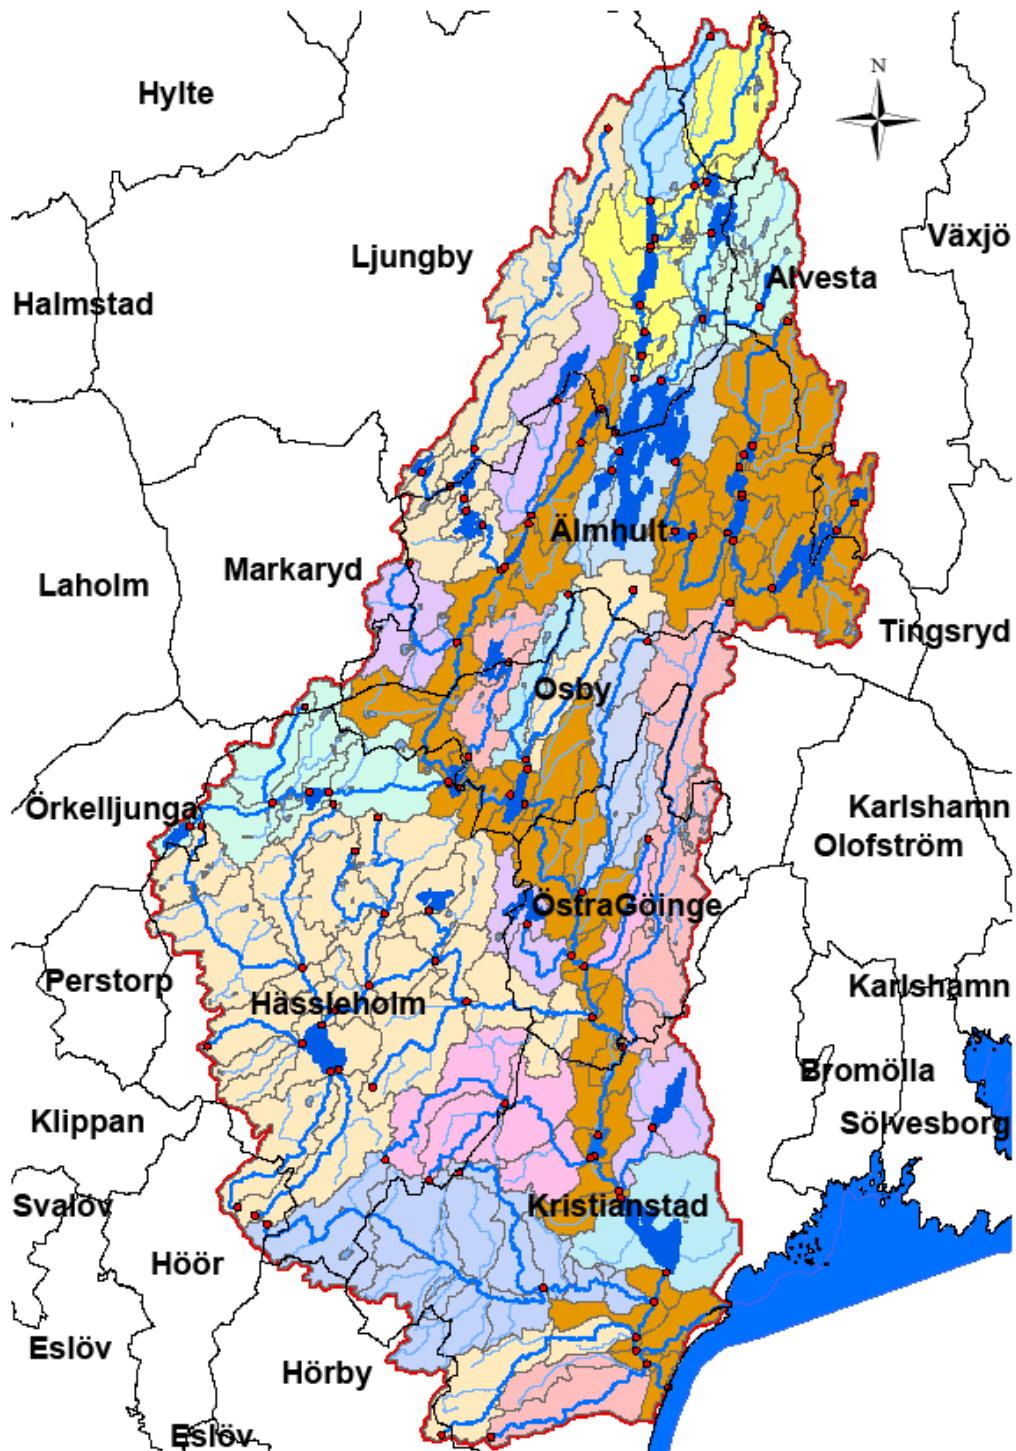 N
Hylte
Växjö
Ljungby
Alvesta
Halmstad
Älmhult
Markaryd
Laholm
Tingsryd
Osby
Örkelljunga
Karlshamn
Olofström
ÖstraGöinge
Perstorp
Karlshamn
Hässleholm
Bromölla
Klippan
Sölvesborg
Svalöv
Kristianstad
Höör
Eslöv
Hörby
Eslöv